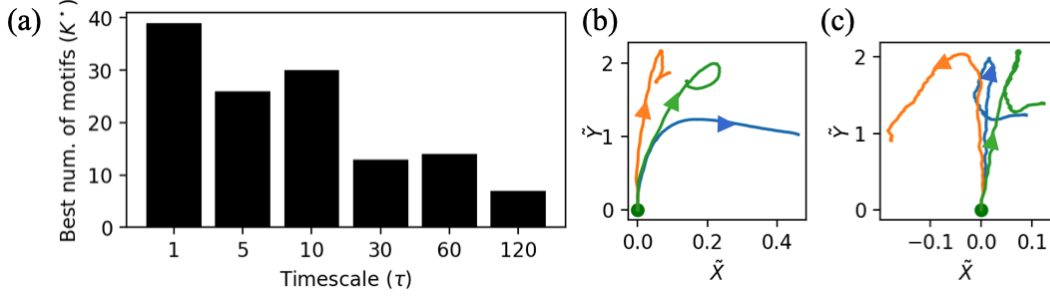 (a)
Best num. of motifs (K*)
40
30
20
10
0
1 5 10 30 60 120
Timescale (τ)
(b)
Ỹ
2
1
0
0.0 0.2 0.4
X̃
(c)
Ỹ
2
1
0
−0.1 0.0 0.1
X̃